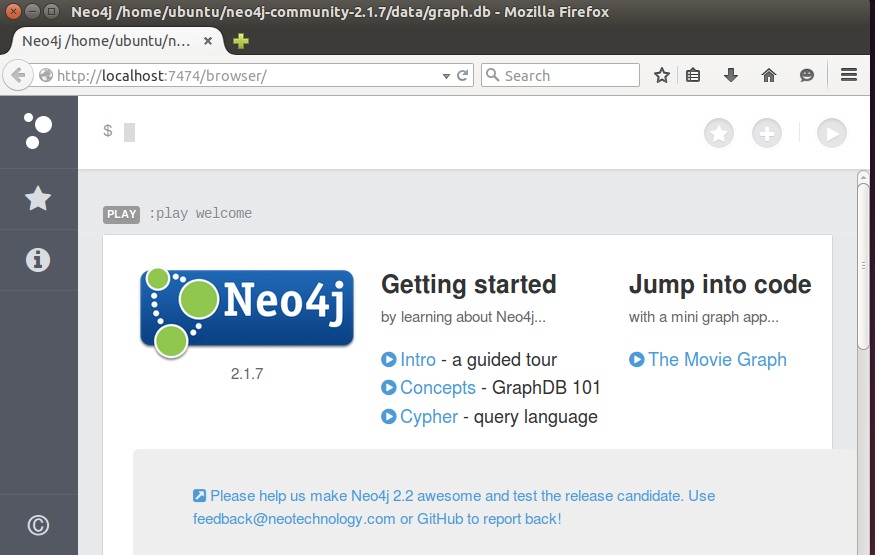 Neo4j /home/ubuntu/neo4j-community-2.1.7/data/graph.db - Mozilla Firefox
Neo4j /home/ubuntu/n...
http://localhost:7474/browser/
Search
$
PLAY :play welcome
Neo4j
2.1.7
Getting started
by learning about Neo4j...
Intro - a guided tour
Concepts - GraphDB 101
Cypher - query language
Jump into code
with a mini graph app...
The Movie Graph
Please help us make Neo4j 2.2 awesome and test the release candidate. Use
feedback@neotechnology.com or GitHub to report back!
©